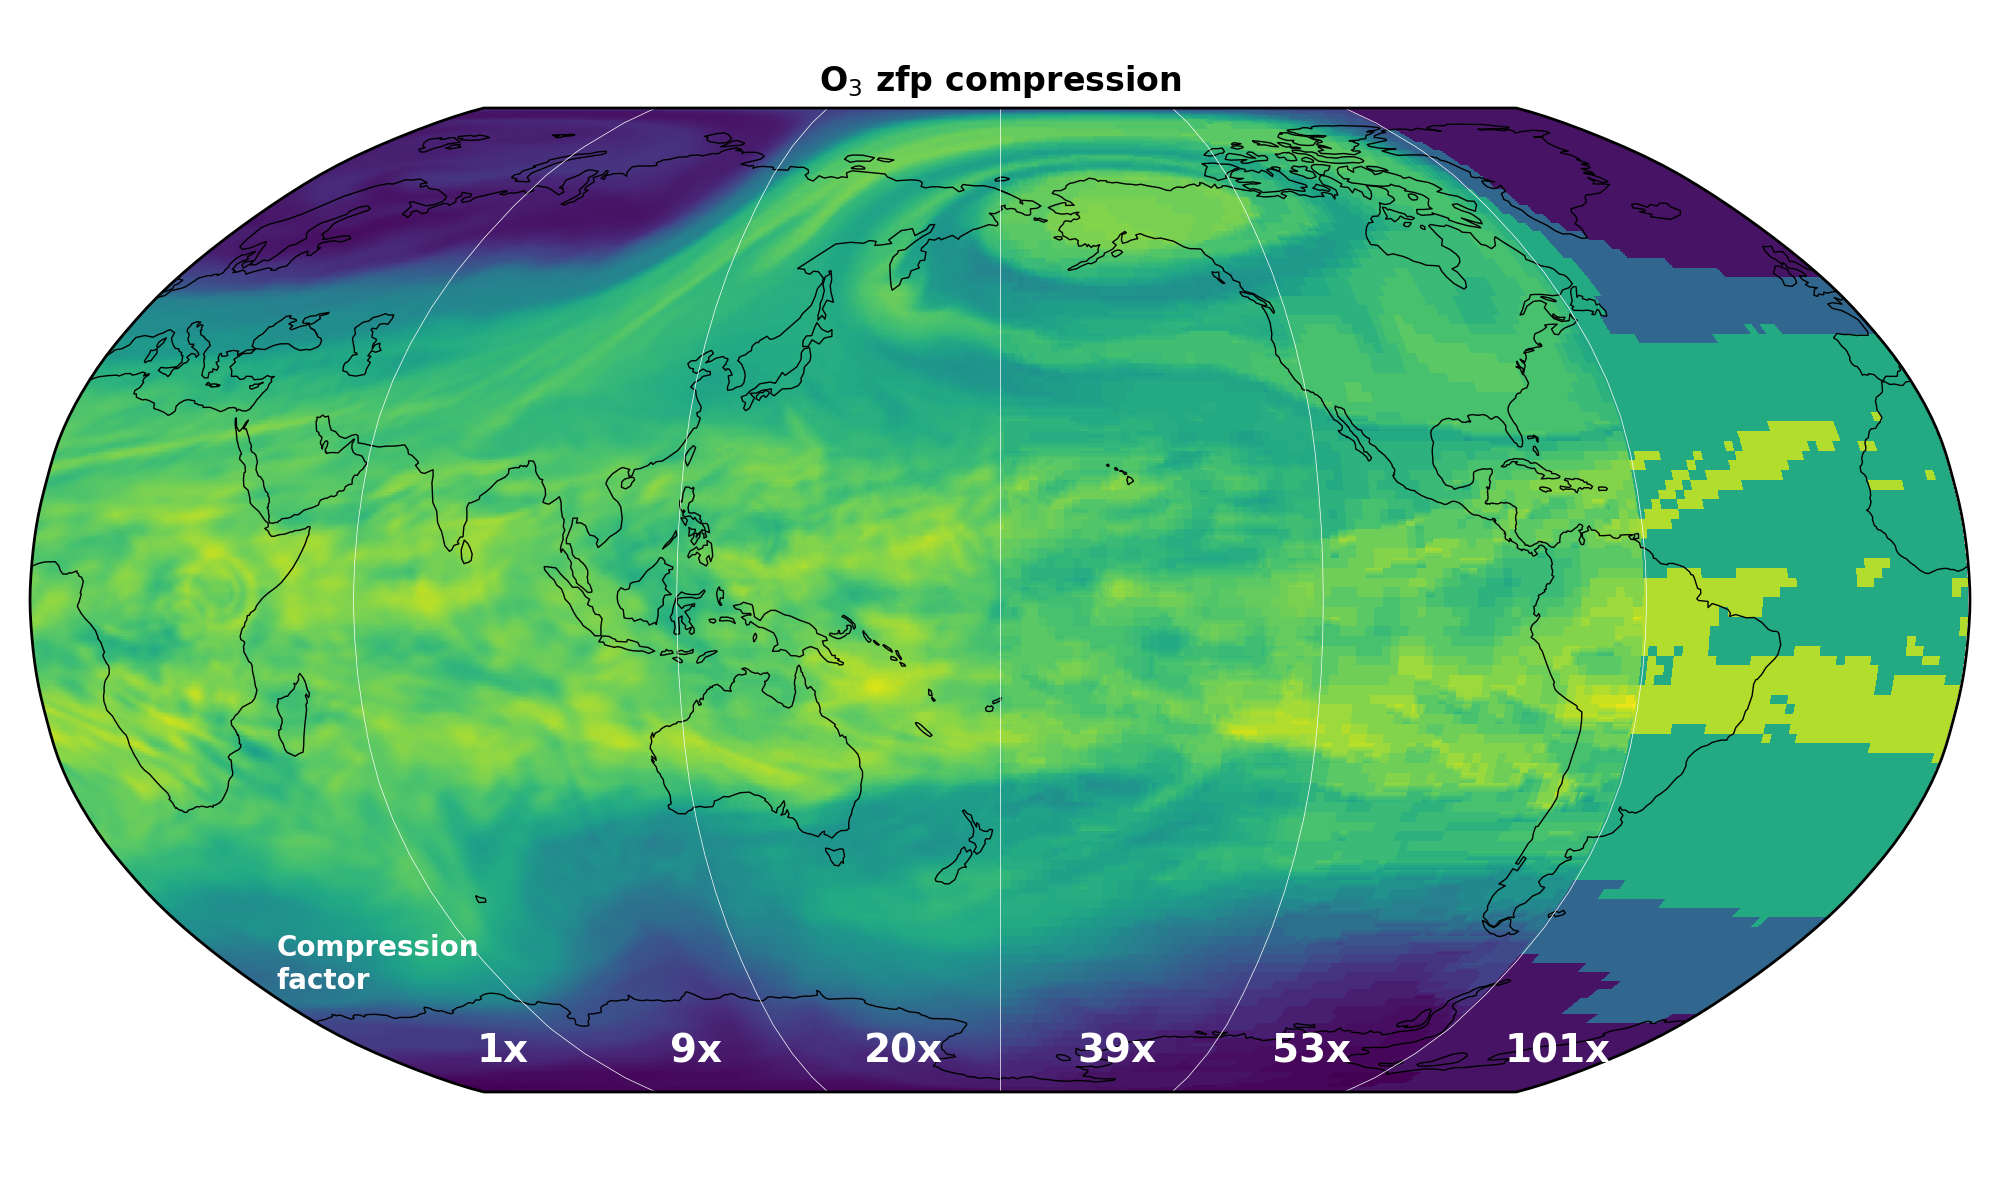 O₃ zfp compression
Compression
factor
1x 9x 20x 39x 53x 101x